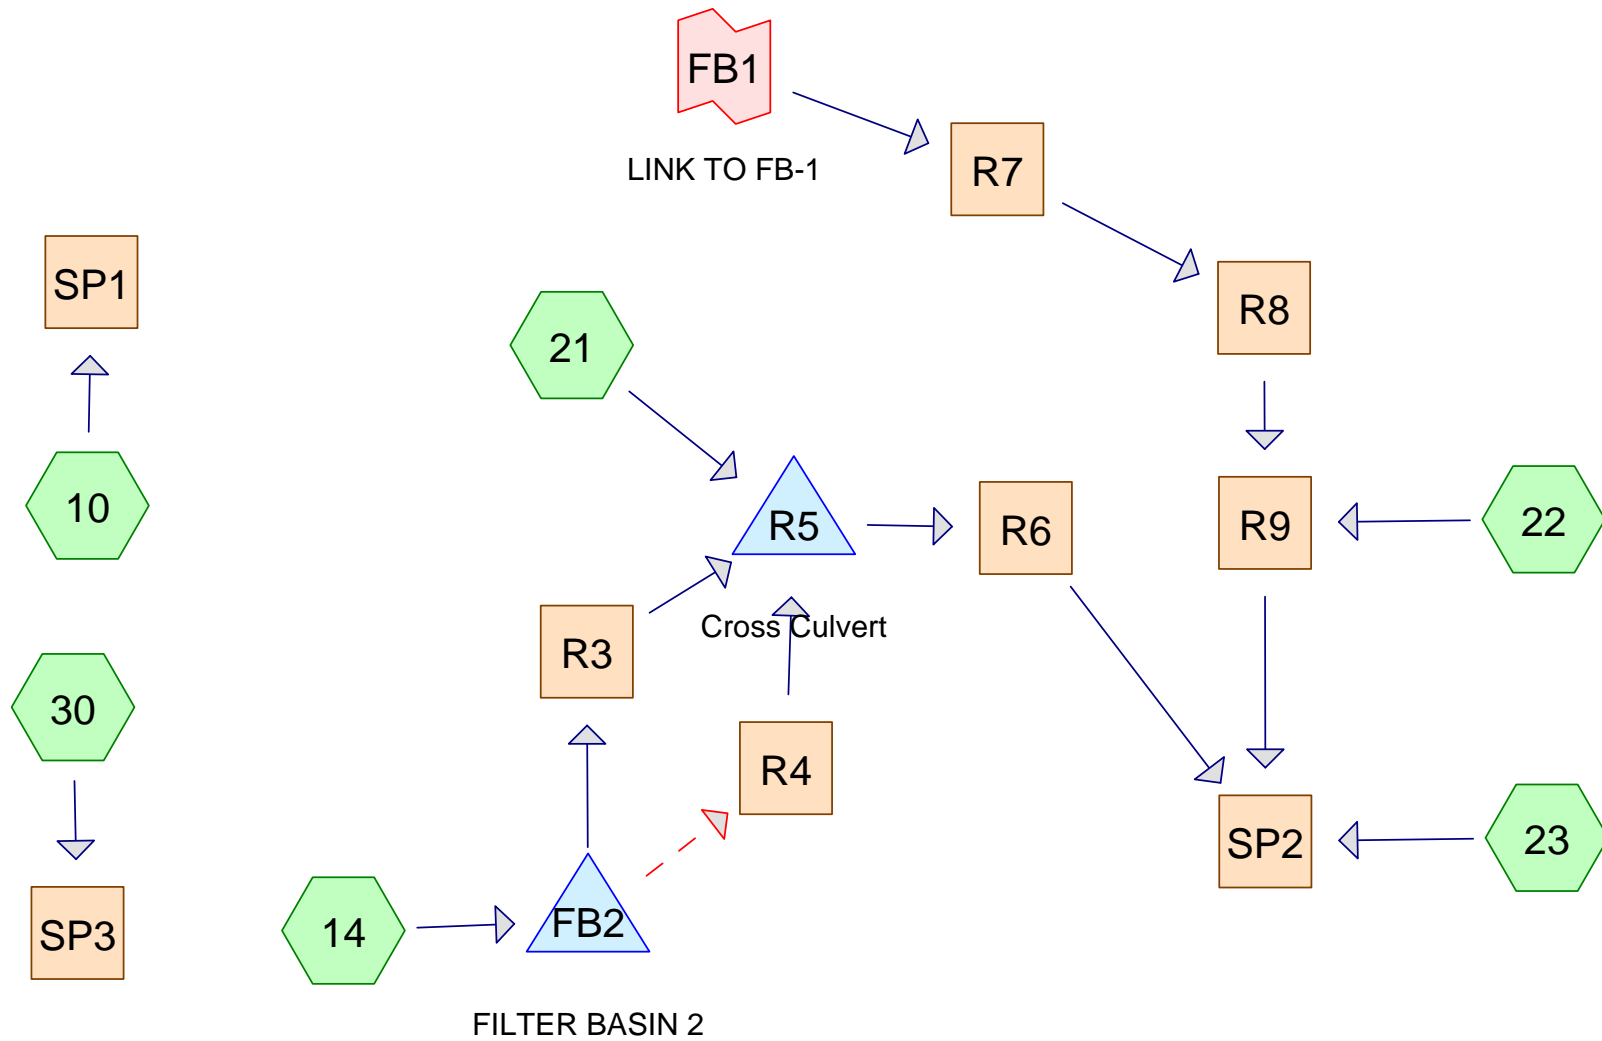 FB1
LINK TO FB-1
R7
SP1
R8
21
10
R5
Cross Culvert
R6
R9
22
R3
30
R4
SP2
23
SP3
14
FB2
FILTER BASIN 2